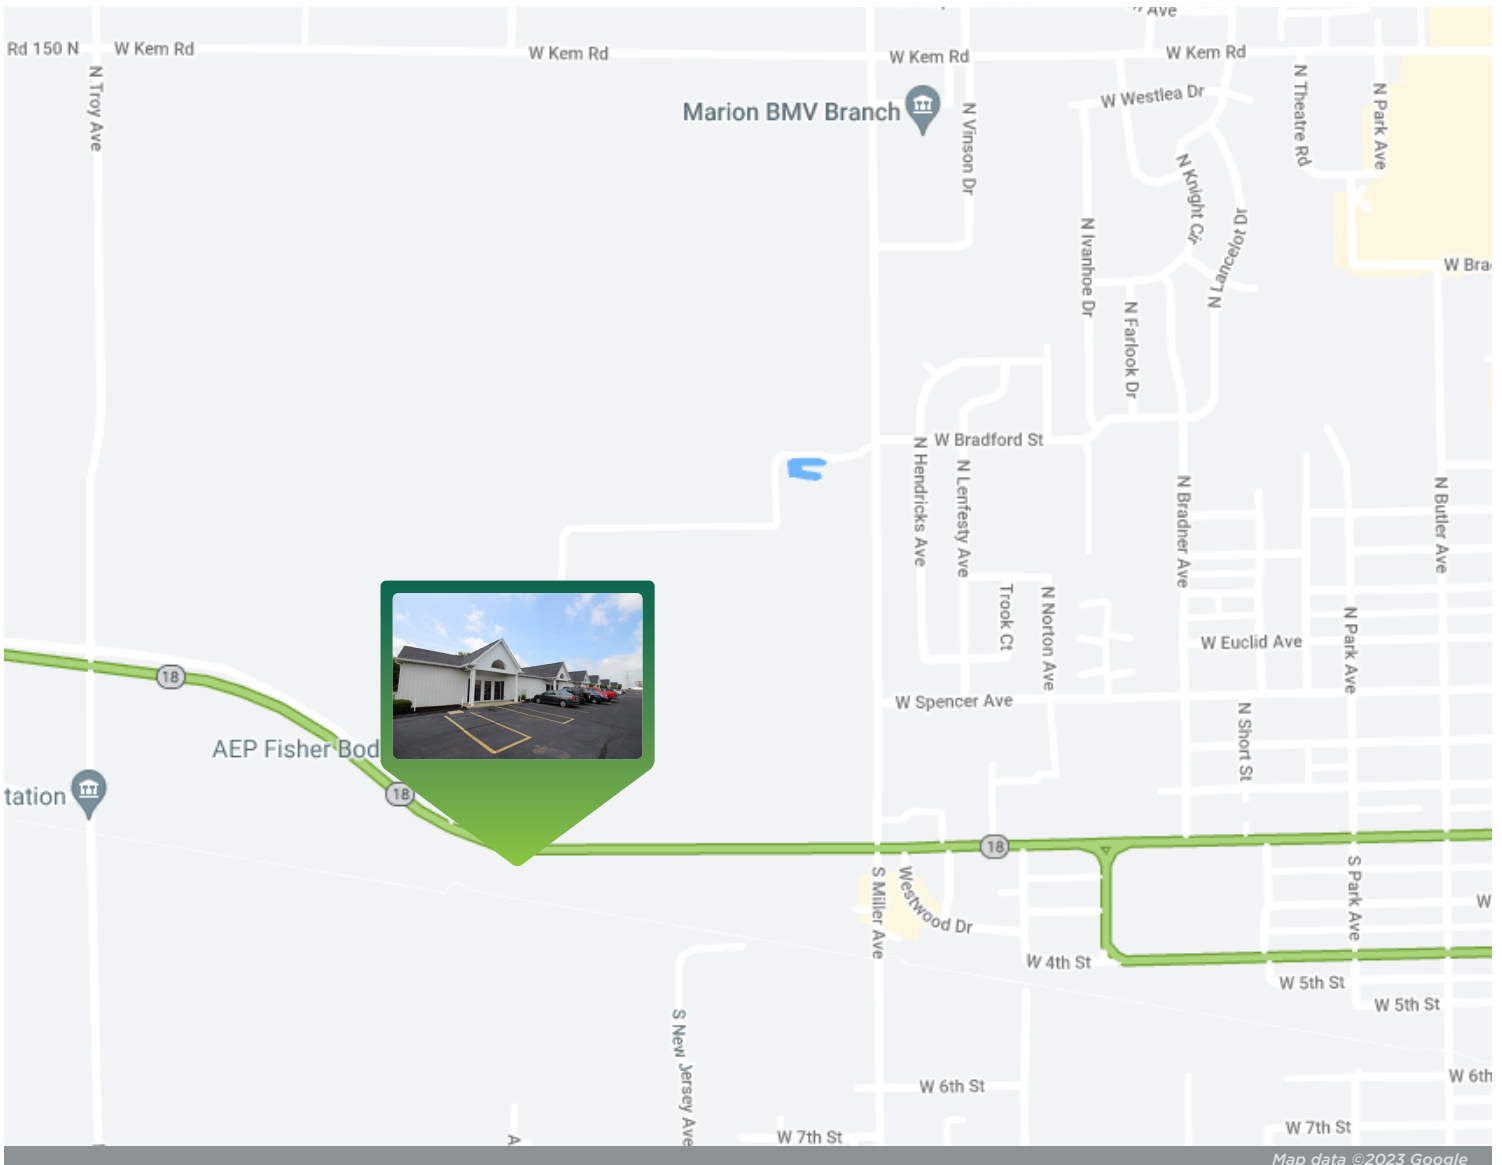 Ave
Rd 150 N
W Kem Rd
W Kem Rd
W Kem Rd
W Kem Rd
N Troy Ave
Marion BMV Branch
N Vinson Dr
W Westlea Dr
N Theatre Rd
N Park Ave
N Knight Cir
N Lancelot Dr
N Ivanhoe Dr
W Bra
N Farlook Dr
W Bradford St
N Hendricks Ave
N Lenfesty Ave
N Bradner Ave
N Butler Ave
Trook Ct
N Norton Ave
W Euclid Ave
N Park Ave
18
W Spencer Ave
N Short St
AEP Fisher Bod
tation
18
18
S Miller Ave
Westwood Dr
S Park Ave
W
W 4th St
W 5th St
W 5th St
S New Jersey Ave
W 6th St
W 6th
W 7th St
W 7th St
A
Map data ©2023 Google